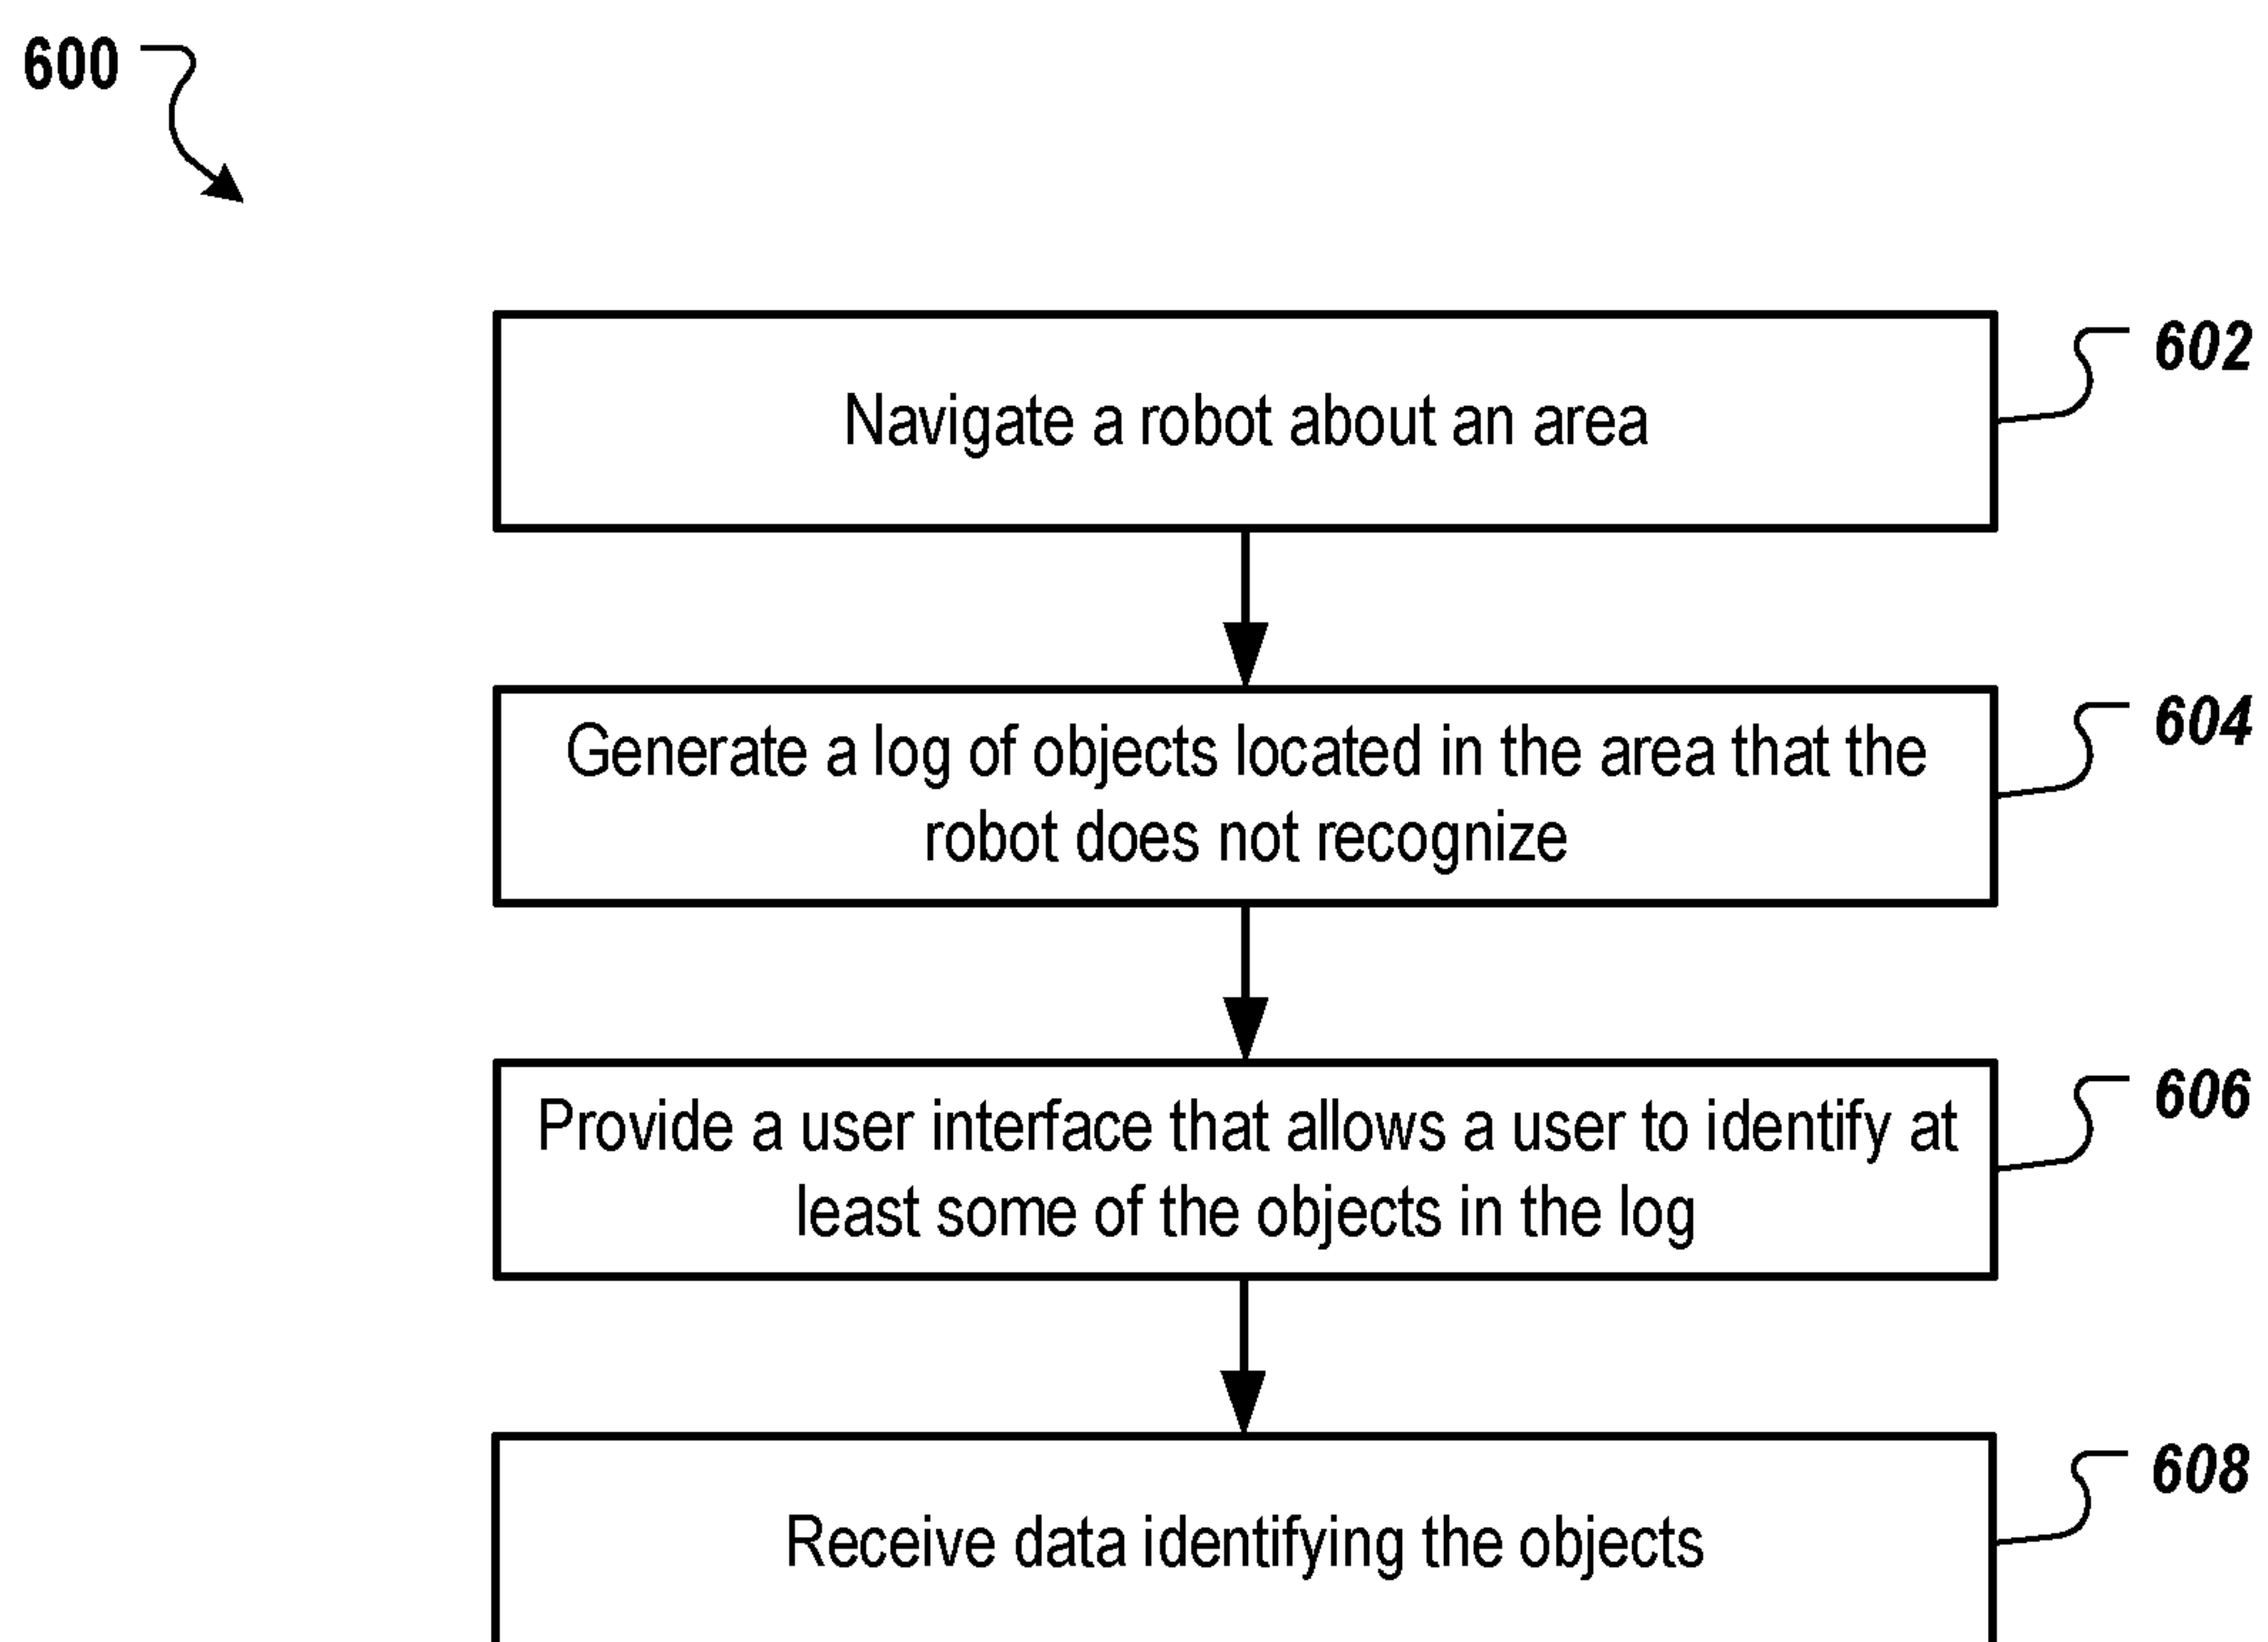 600
602
Navigate a robot about an area
604
Generate a log of objects located in the area that the
robot does not recognize
606
Provide a user interface that allows a user to identify at
least some of the objects in the log
608
Receive data identifying the objects